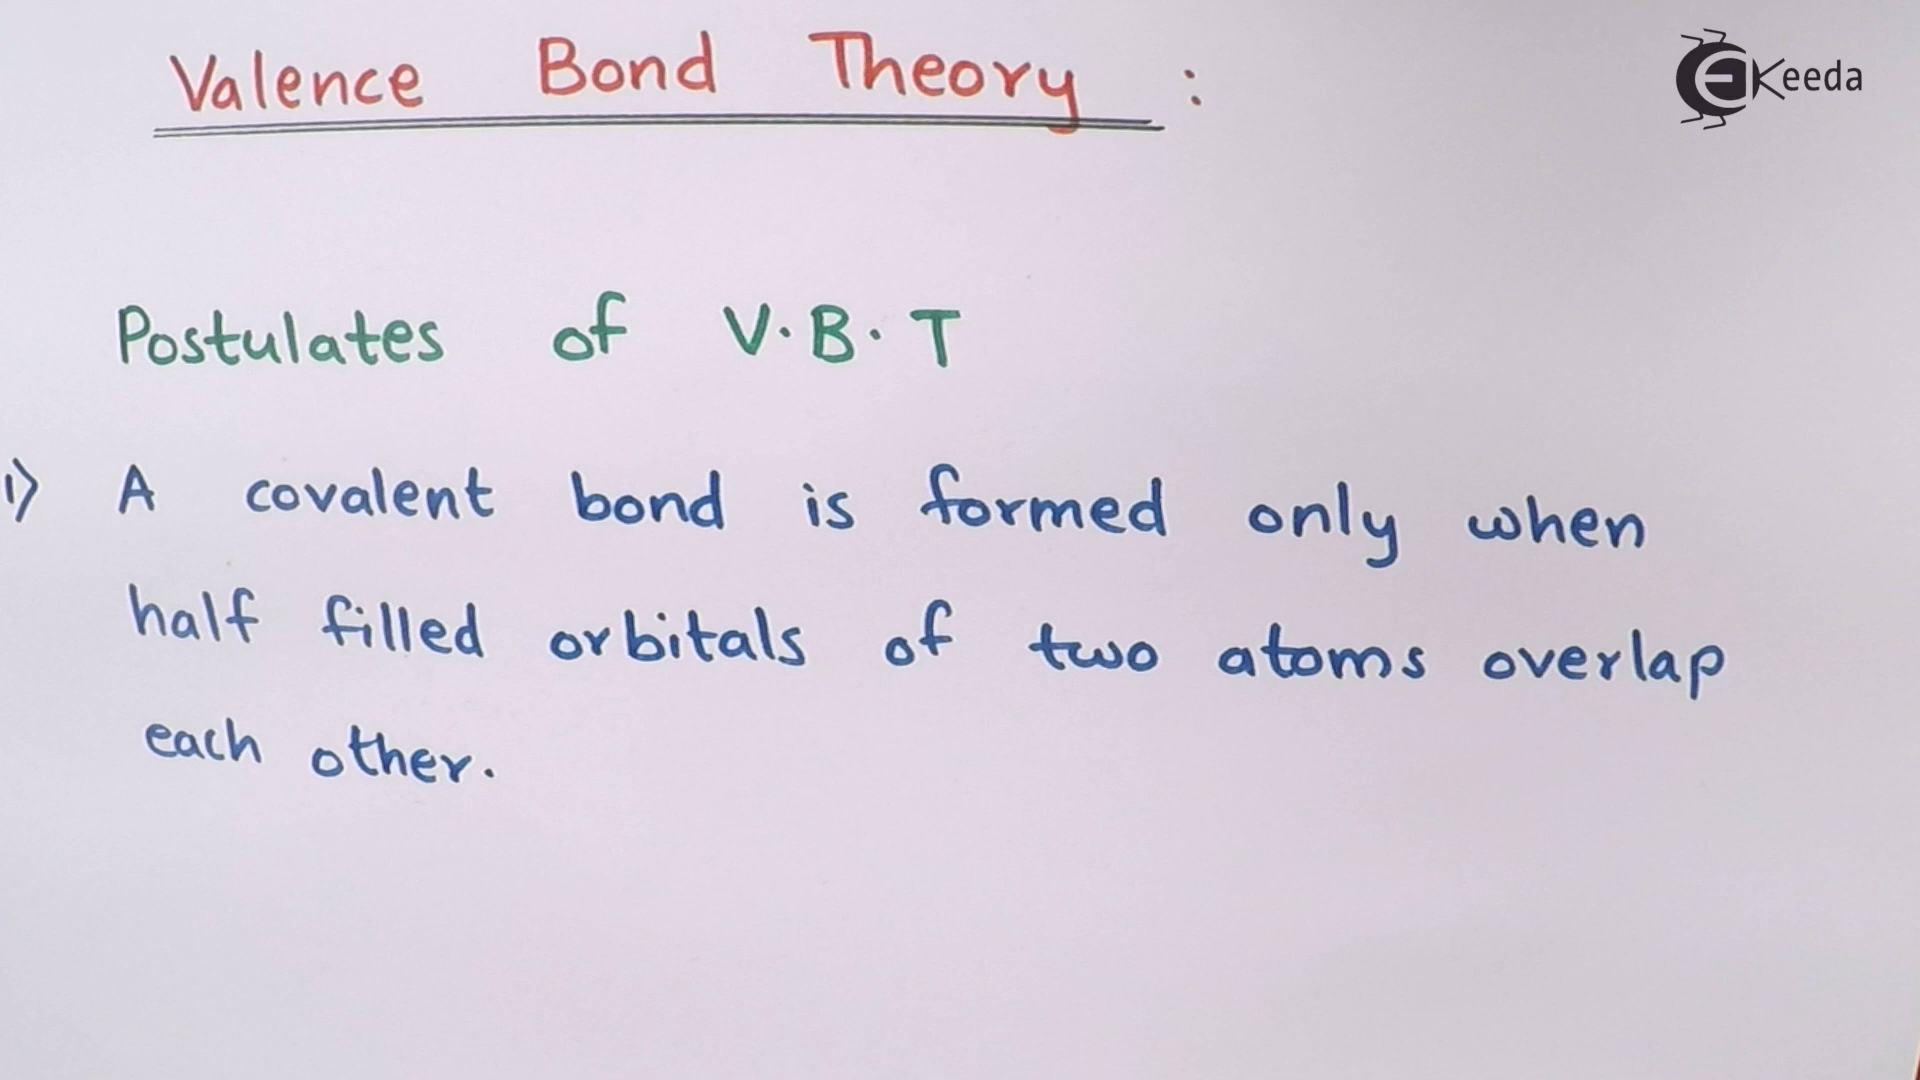 Valence Bond Theory :
Keeda
Postulates of V.B.T
1) A covalent bond is formed only when
half filled orbitals of two atoms overlap
each other.